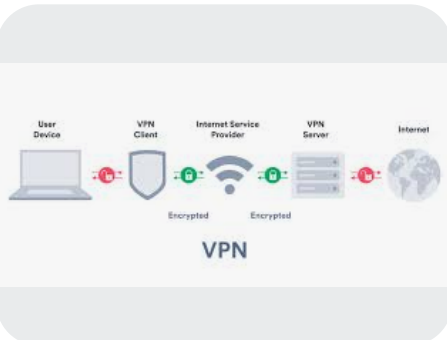 User Device
VPN Client
Internet Service Provider
VPN Server
Internet
Encrypted
Encrypted
VPN